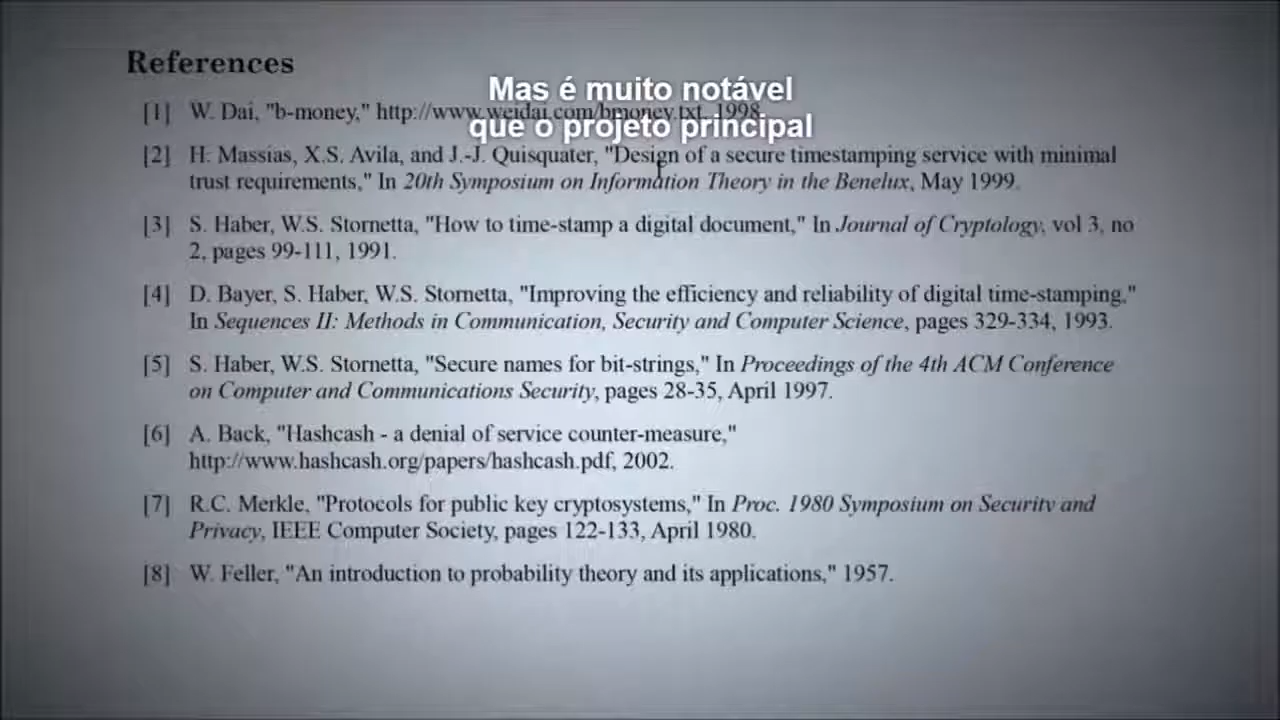 References
Mas é muito notável
que o projeto principal
[1] W. Dai, "b-money," http://www.weidai.com/bmoney.txt, 1998.
[2] H. Massias, X.S. Avila, and J.-J. Quisquater, "Design of a secure timestamping service with minimal
trust requirements," In 20th Symposium on Information Theory in the Benelux, May 1999.
[3] S. Haber, W.S. Stornetta, "How to time-stamp a digital document," In Journal of Cryptology, vol 3, no
2, pages 99-111, 1991.
[4] D. Bayer, S. Haber, W.S. Stornetta, "Improving the efficiency and reliability of digital time-stamping,"
In Sequences II: Methods in Communication, Security and Computer Science, pages 329-334, 1993.
[5] S. Haber, W.S. Stornetta, "Secure names for bit-strings," In Proceedings of the 4th ACM Conference
on Computer and Communications Security, pages 28-35, April 1997.
[6] A. Back, "Hashcash - a denial of service counter-measure,"
http://www.hashcash.org/papers/hashcash.pdf, 2002.
[7] R.C. Merkle, "Protocols for public key cryptosystems," In Proc. 1980 Symposium on Security and
Privacy, IEEE Computer Society, pages 122-133, April 1980.
[8] W. Feller, "An introduction to probability theory and its applications," 1957.